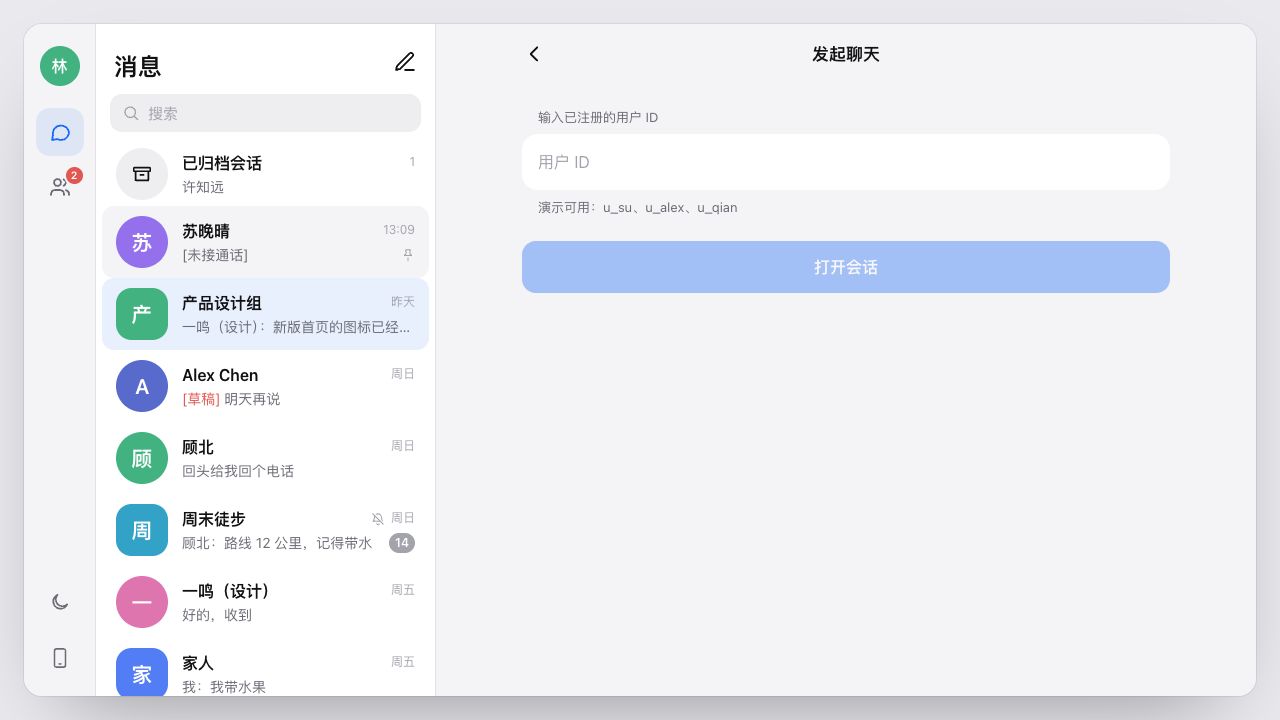 林
2
消息
搜索
已归档会话
1
许知远
苏
苏晚晴
13:09
[未接通话]
产
产品设计组
昨天
一鸣（设计）：新版首页的图标已经...
A
Alex Chen
周日
[草稿] 明天再说
顾
顾北
周日
回头给我回个电话
周
周末徒步
周日
顾北：路线 12 公里，记得带水
14
一
一鸣（设计）
周五
好的，收到
家
家人
周五
我：我带水果
发起聊天
输入已注册的用户 ID
用户 ID
演示可用：u_su、u_alex、u_qian
打开会话